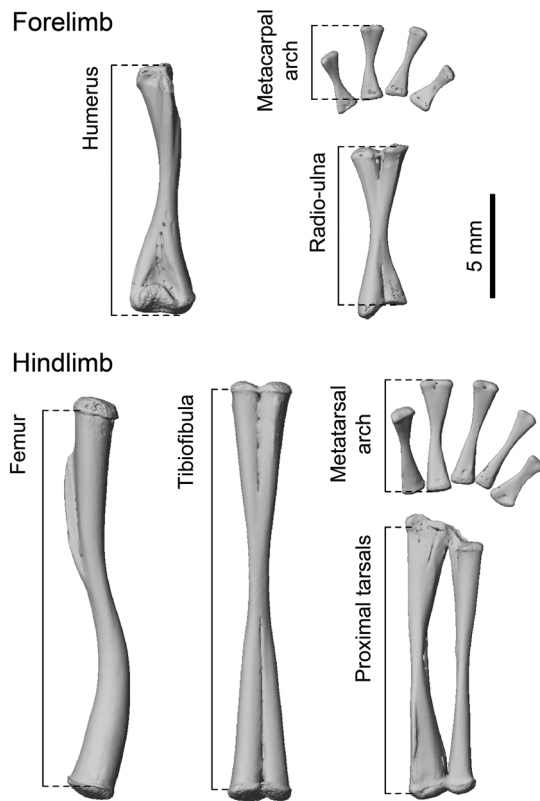 Forelimb
Humerus
Metacarpal
arch
Radio-ulna
5 mm
Hindlimb
Femur
Tibiofibula
Metatarsal
arch
Proximal tarsals